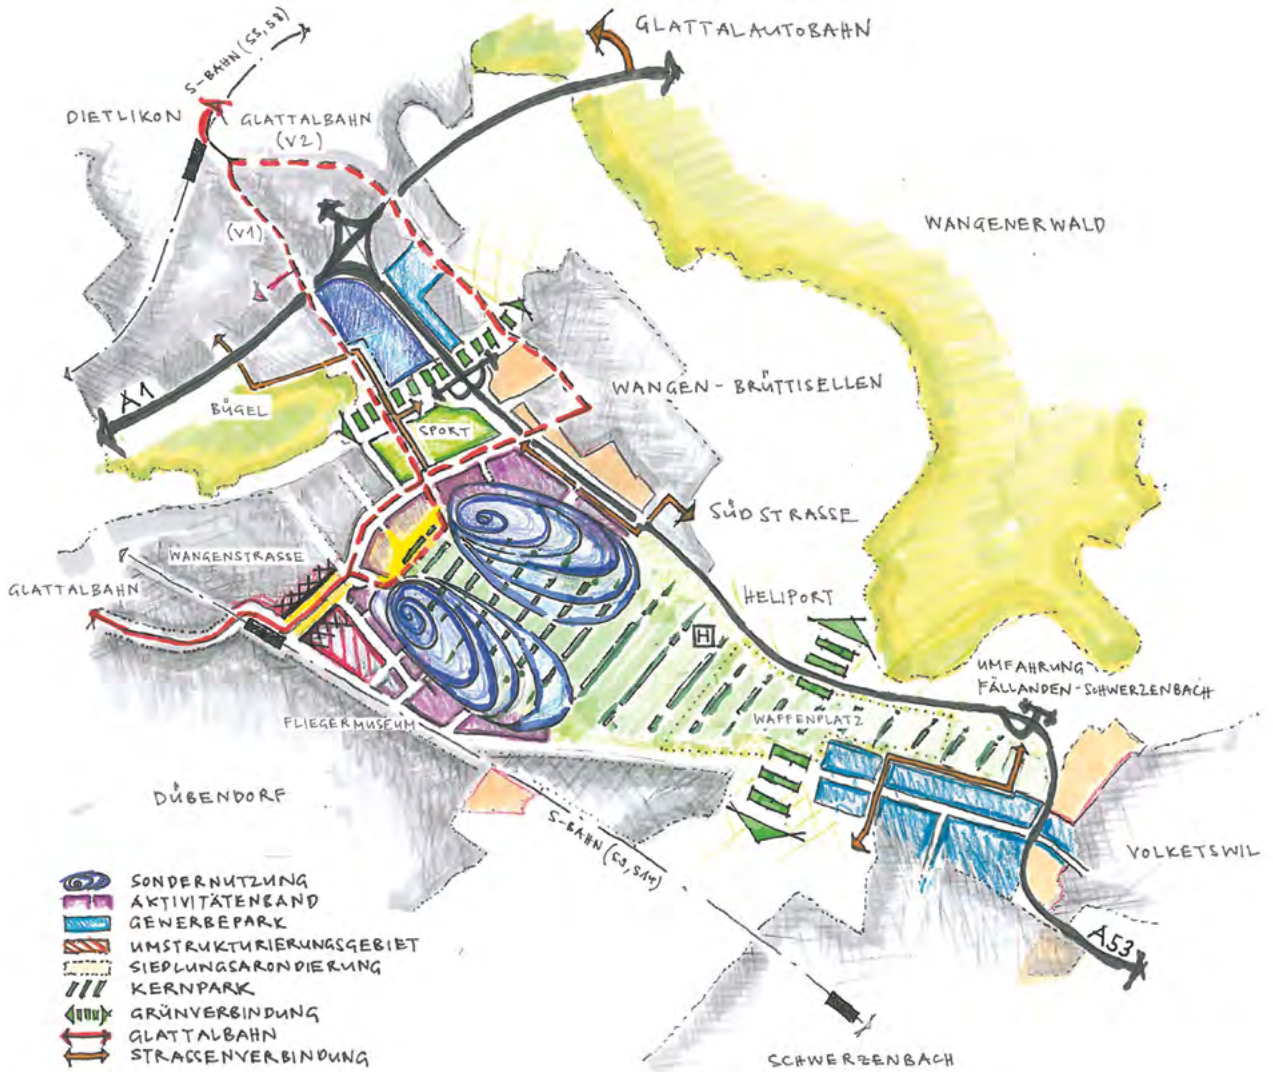 GLATTALAUTOBAHN
S-BAHN (S3, S8)
DIETLIKON
GLATTALBAHN
(V2)
(V1)
WANGENERWALD
WANGEN-BRÜTTISELLEN
A1
BÜGEL
SPORT
SÜDSTRASSE
WANGENSTRASSE
GLATTALBAHN
HELIPORT
H
UMFAHRUNG
FÄLLANDEN-SCHWERZENBACH
WAFFENPLATZ
FLIEGERMUSEUM
DÜBENDORF
S-BAHN (S9, S14)
VOLKETSWIL
A53
SCHWERZENBACH
SONDERNUTZUNG
AKTIVITÄTENBAND
GEWERBEPARK
UMSTRUKTURIERUNGSGEBIET
SIEDLUNGSARONDIERUNG
KERNPARK
GRÜNVERBINDUNG
GLATTALBAHN
STRASSENVERBINDUNG